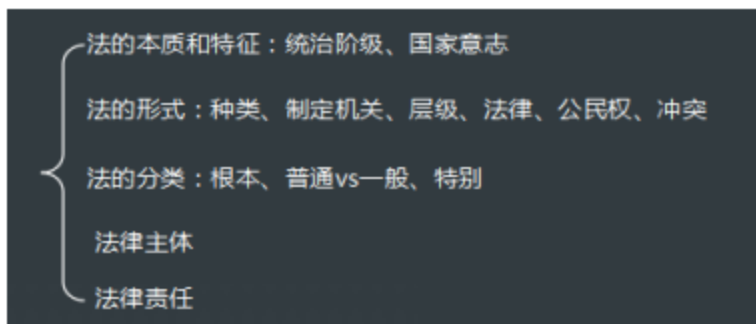 法的本质和特征：统治阶级、国家意志
法的形式：种类、制定机关、层级、法律、公民权、冲突
法的分类：根本、普通vs一般、特别
法律主体
法律责任